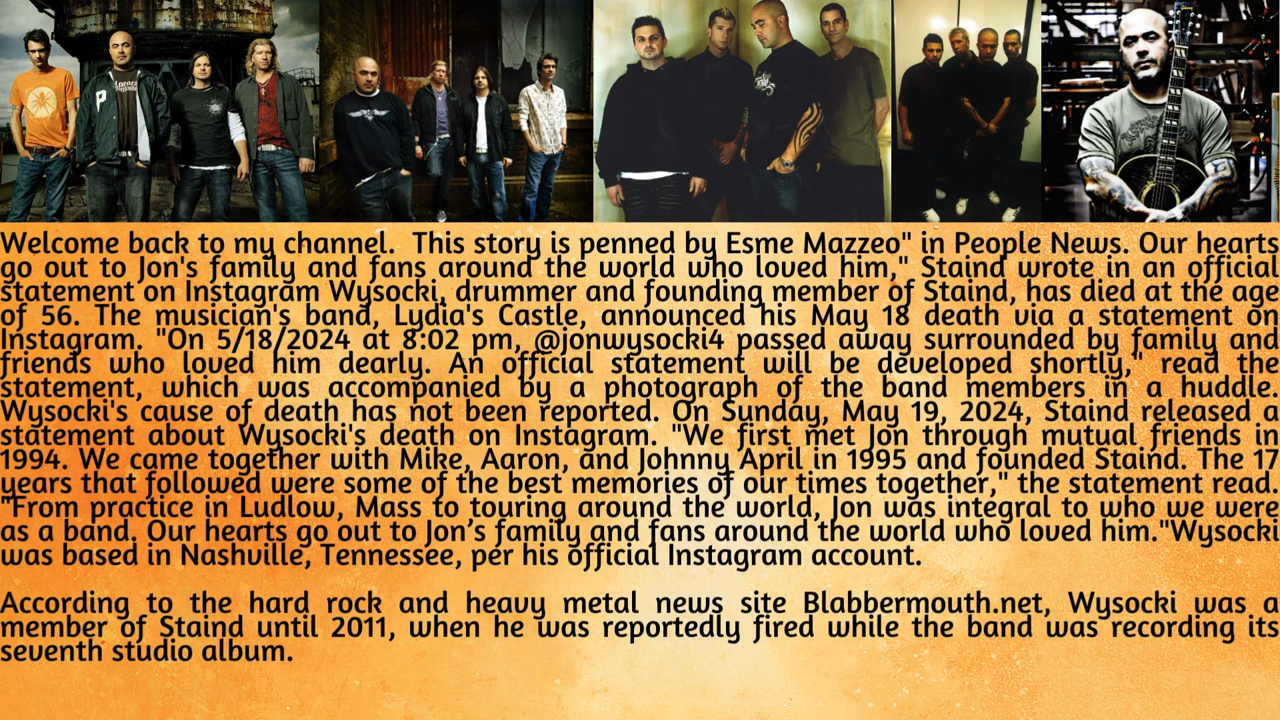 Welcome back to my channel.  This story is penned by Esme Mazzeo" in People News. Our hearts
go out to Jon's family and fans around the world who loved him," Staind wrote in an official
statement on Instagram Wysocki, drummer and founding member of Staind, has died at the age
of 56. The musician's band, Lydia's Castle, announced his May 18 death via a statement on
Instagram. "On 5/18/2024 at 8:02 pm, @jonwysocki4 passed away surrounded by family and
friends who loved him dearly. An official statement will be developed shortly," read the
statement, which was accompanied by a photograph of the band members in a huddle.
Wysocki's cause of death has not been reported. On Sunday, May 19, 2024, Staind released a
statement about Wysocki's death on Instagram. "We first met Jon through mutual friends in
1994. We came together with Mike, Aaron, and Johnny April in 1995 and founded Staind. The 17
years that followed were some of the best memories of our times together," the statement read.
"From practice in Ludlow, Mass to touring around the world, Jon was integral to who we were
as a band. Our hearts go out to Jon's family and fans around the world who loved him."Wysocki
was based in Nashville, Tennessee, per his official Instagram account.
According to the hard rock and heavy metal news site Blabbermouth.net, Wysocki was a
member of Staind until 2011, when he was reportedly fired while the band was recording its
seventh studio album.